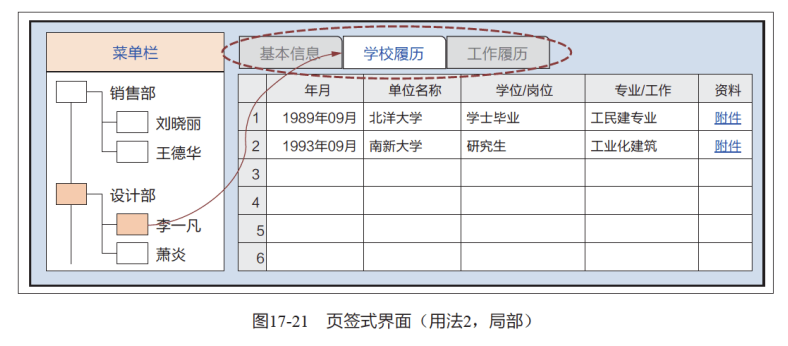 菜单栏
销售部
刘晓丽
王德华
设计部
李一凡
萧炎
基本信息 学校履历 工作履历
年月 单位名称 学位/岗位 专业/工作 资料
1 1989年09月 北洋大学 学士毕业 工民建专业 附件
2 1993年09月 南新大学 研究生 工业化建筑 附件
3
4
5
6
图17-21 页签式界面（用法2，局部）